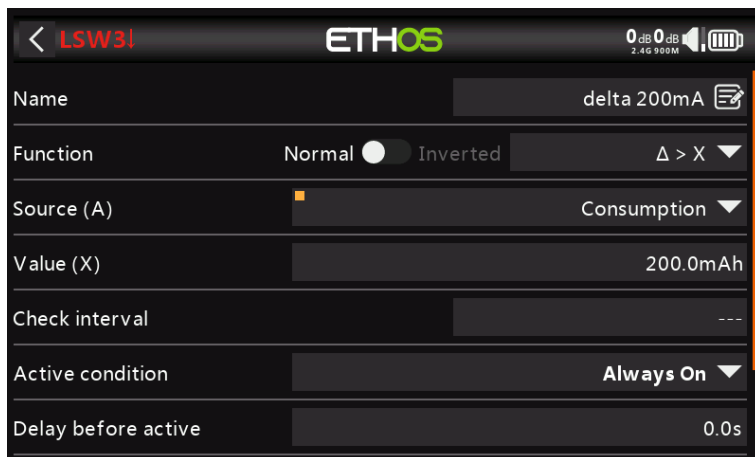 LSW3↓ ETHOS 0dB 0dB
2.4G 900M
Name delta 200mA
Function Normal Inverted Δ > X
Source (A) Consumption
Value (X) 200.0mAh
Check interval ---
Active condition Always On
Delay before active 0.0s